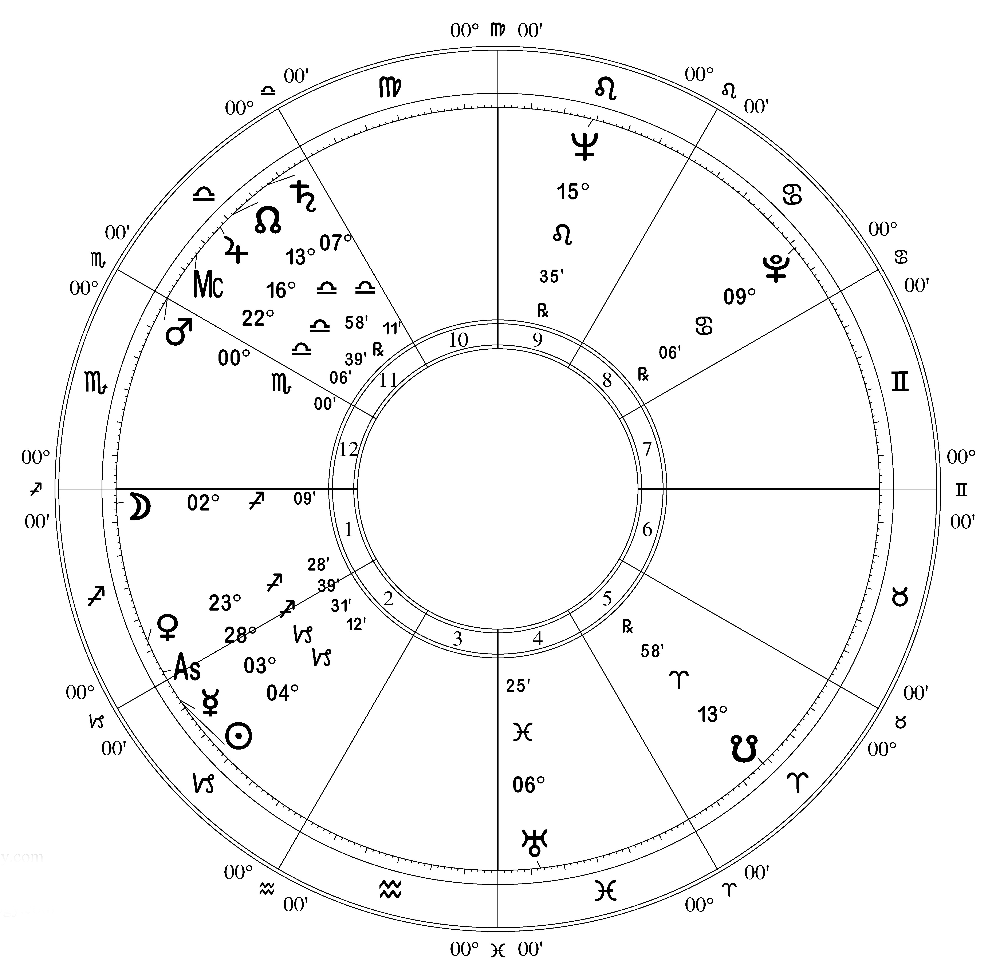 00° ♍ 00'
00° ♎ 00'
00° ♌ 00'
♍
♌
♎
♋
00° ♏ 00'
00° ♋ 00'
♏
♊
00° ♐ 00'
00° ♊ 00'
♐
♉
00° ♑ 00'
00° ♉ 00'
♑
♈
00° ♒ 00'
00° ♈ 00'
♒
♓
00° ♓ 00'
♆ 15° ♌ 35' ℞
♇ 09° ♋ 06' ℞
♄ 07° ♎ 11'
☊ 13° ♎ 58' ℞
♃ 16° ♎ 39'
Mc 22° ♎ 06'
♂ 00° ♏ 00'
☽ 02° ♐ 09'
♀ 23° ♐ 28'
As 28° ♐ 39'
☿ 03° ♑ 31'
☉ 04° ♑ 12'
♅ 06° ♓ 25'
☋ 13° ♈ 58' ℞
10
9
11
8
12
7
1
6
2
5
3
4
y.com